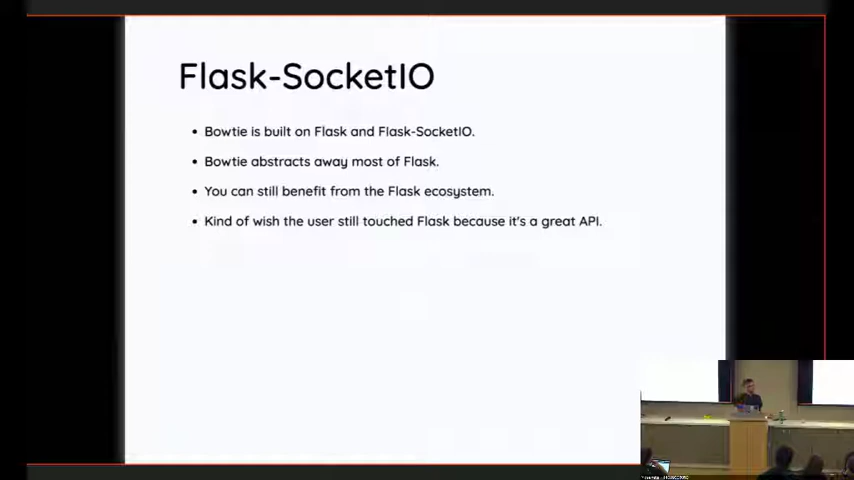 Flask-SocketIO
• Bowtie is built on Flask and Flask-SocketIO.
• Bowtie abstracts away most of Flask.
• You can still benefit from the Flask ecosystem.
• Kind of wish the user still touched Flask because it's a great API.